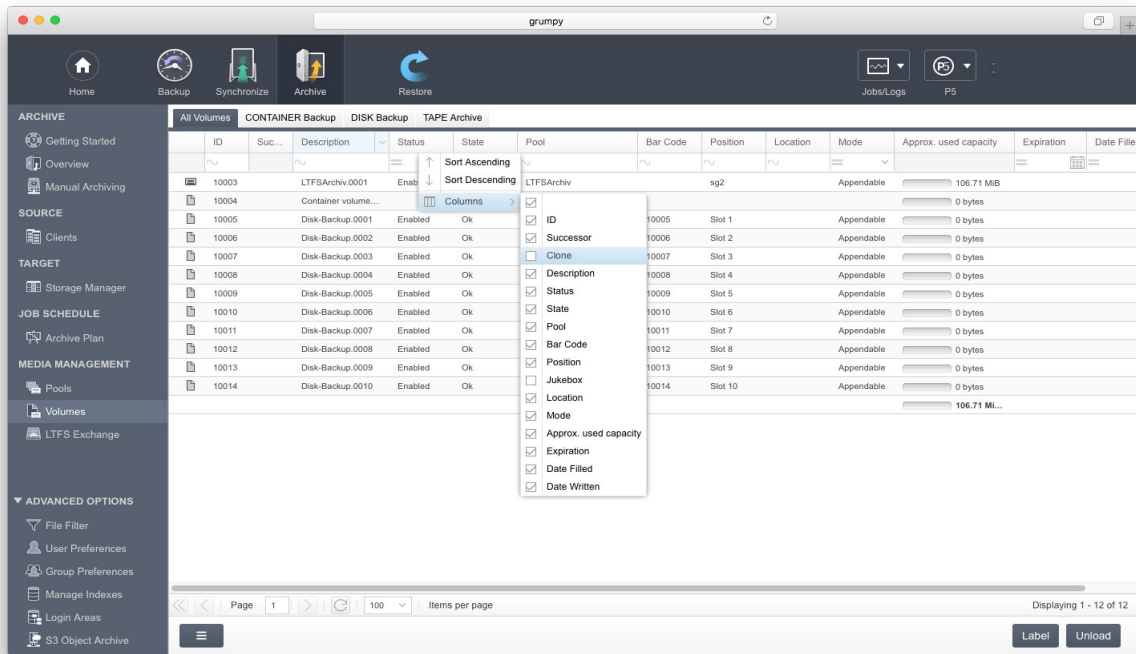 grumpy
Home Backup Synchronize Archive Restore Jobs/Logs P5 P5
ARCHIVE
Getting Started
Overview
Manual Archiving
SOURCE
Clients
TARGET
Storage Manager
JOB SCHEDULE
Archive Plan
MEDIA MANAGEMENT
Pools
Volumes
LTFS Exchange
ADVANCED OPTIONS
File Filter
User Preferences
Group Preferences
Manage Indexes
Login Areas
S3 Object Archive
All Volumes CONTAINER Backup DISK Backup TAPE Archive
ID Suc... Description Status State Pool Bar Code Position Location Mode Approx. used capacity Expiration Date Fille
10003 LTFSArchiv.0001 Enab LTFSArchiv sg2 Appendable 106.71 MiB
10004 Container volume... 0 bytes
10005 Disk-Backup.0001 Enabled Ok 10005 Slot 1 Appendable 0 bytes
10006 Disk-Backup.0002 Enabled Ok 10006 Slot 2 Appendable 0 bytes
10007 Disk-Backup.0003 Enabled Ok 10007 Slot 3 Appendable 0 bytes
10008 Disk-Backup.0004 Enabled Ok 10008 Slot 4 Appendable 0 bytes
10009 Disk-Backup.0005 Enabled Ok 10009 Slot 5 Appendable 0 bytes
10010 Disk-Backup.0006 Enabled Ok 10010 Slot 6 Appendable 0 bytes
10011 Disk-Backup.0007 Enabled Ok 10011 Slot 7 Appendable 0 bytes
10012 Disk-Backup.0008 Enabled Ok 10012 Slot 8 Appendable 0 bytes
10013 Disk-Backup.0009 Enabled Ok 10013 Slot 9 Appendable 0 bytes
10014 Disk-Backup.0010 Enabled Ok 10014 Slot 10 Appendable 0 bytes
106.71 Mi...
Sort Ascending
Sort Descending
Columns
ID
Successor
Clone
Description
Status
State
Pool
Bar Code
Position
Jukebox
Location
Mode
Approx. used capacity
Expiration
Date Filled
Date Written
Page 1 100 Items per page Displaying 1 - 12 of 12
Label Unload